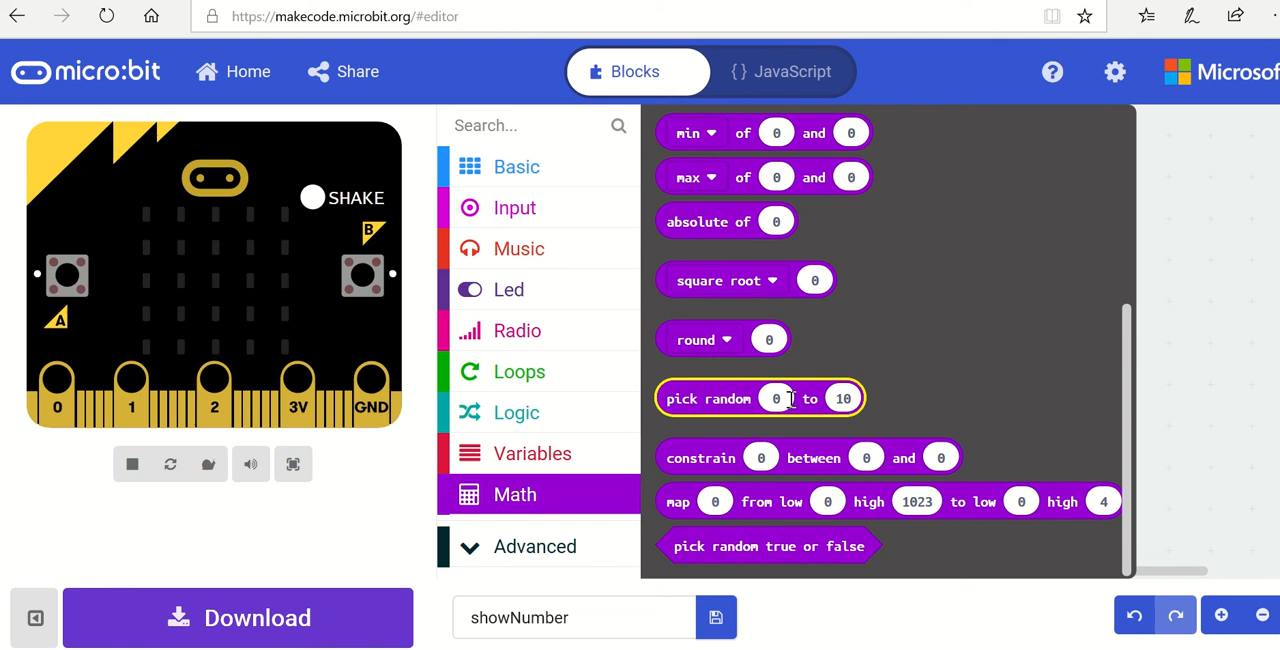 https://makecode.microbit.org/#editor
micro:bit Home Share Blocks {} JavaScript ? Microsof
SHAKE
B
A
0 1 2 3V GND
Download
Search...
Basic
Input
Music
Led
Radio
Loops
Logic
Variables
Math
Advanced
min of 0 and 0
max of 0 and 0
absolute of 0
square root 0
round 0
pick random 0 to 10
constrain 0 between 0 and 0
map 0 from low 0 high 1023 to low 0 high 4
pick random true or false
showNumber